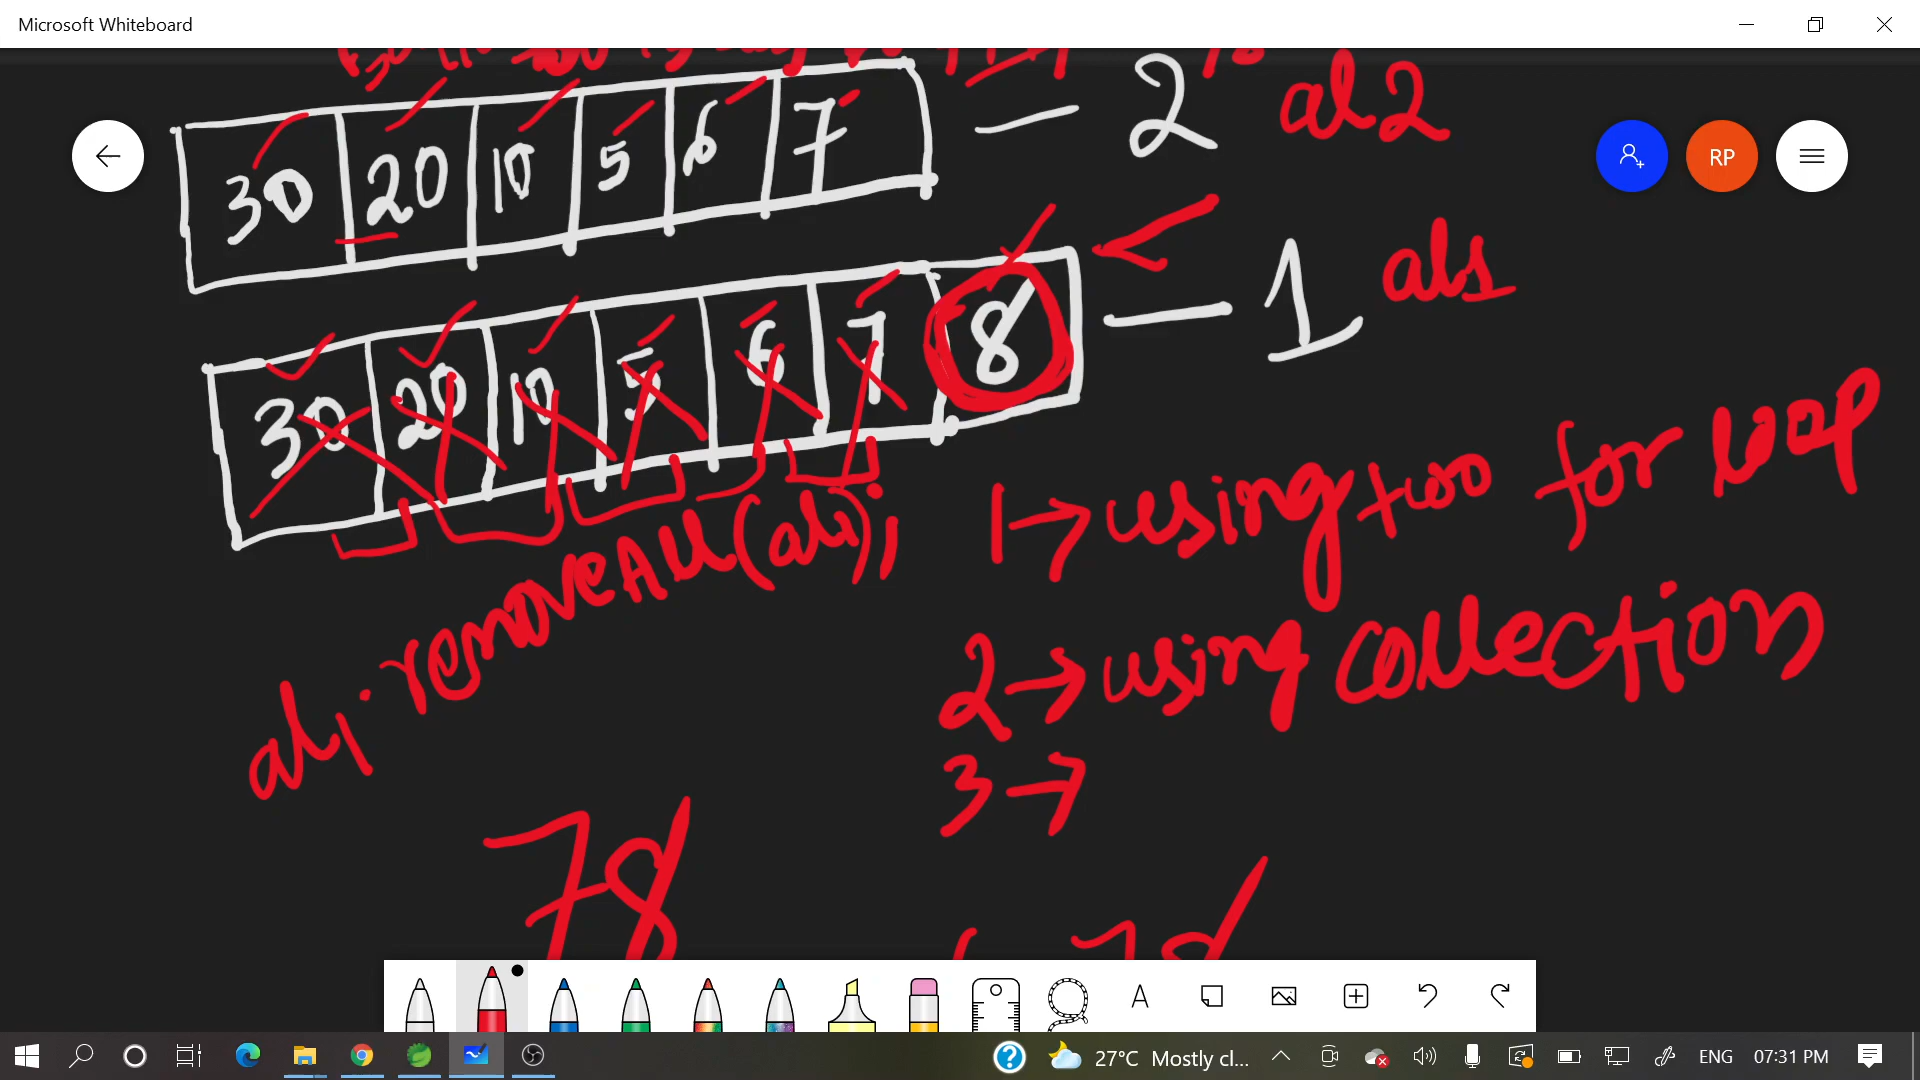 Microsoft Whiteboard
30 20 10 5 6 7 — 2 al2
RP
30 20 10 5 6 7 8 — 1 al1
1→ using two for loop
al1.removeAll(al2);
2→ using collection
3→
78
A
27°C Mostly cl...
ENG 07:31 PM